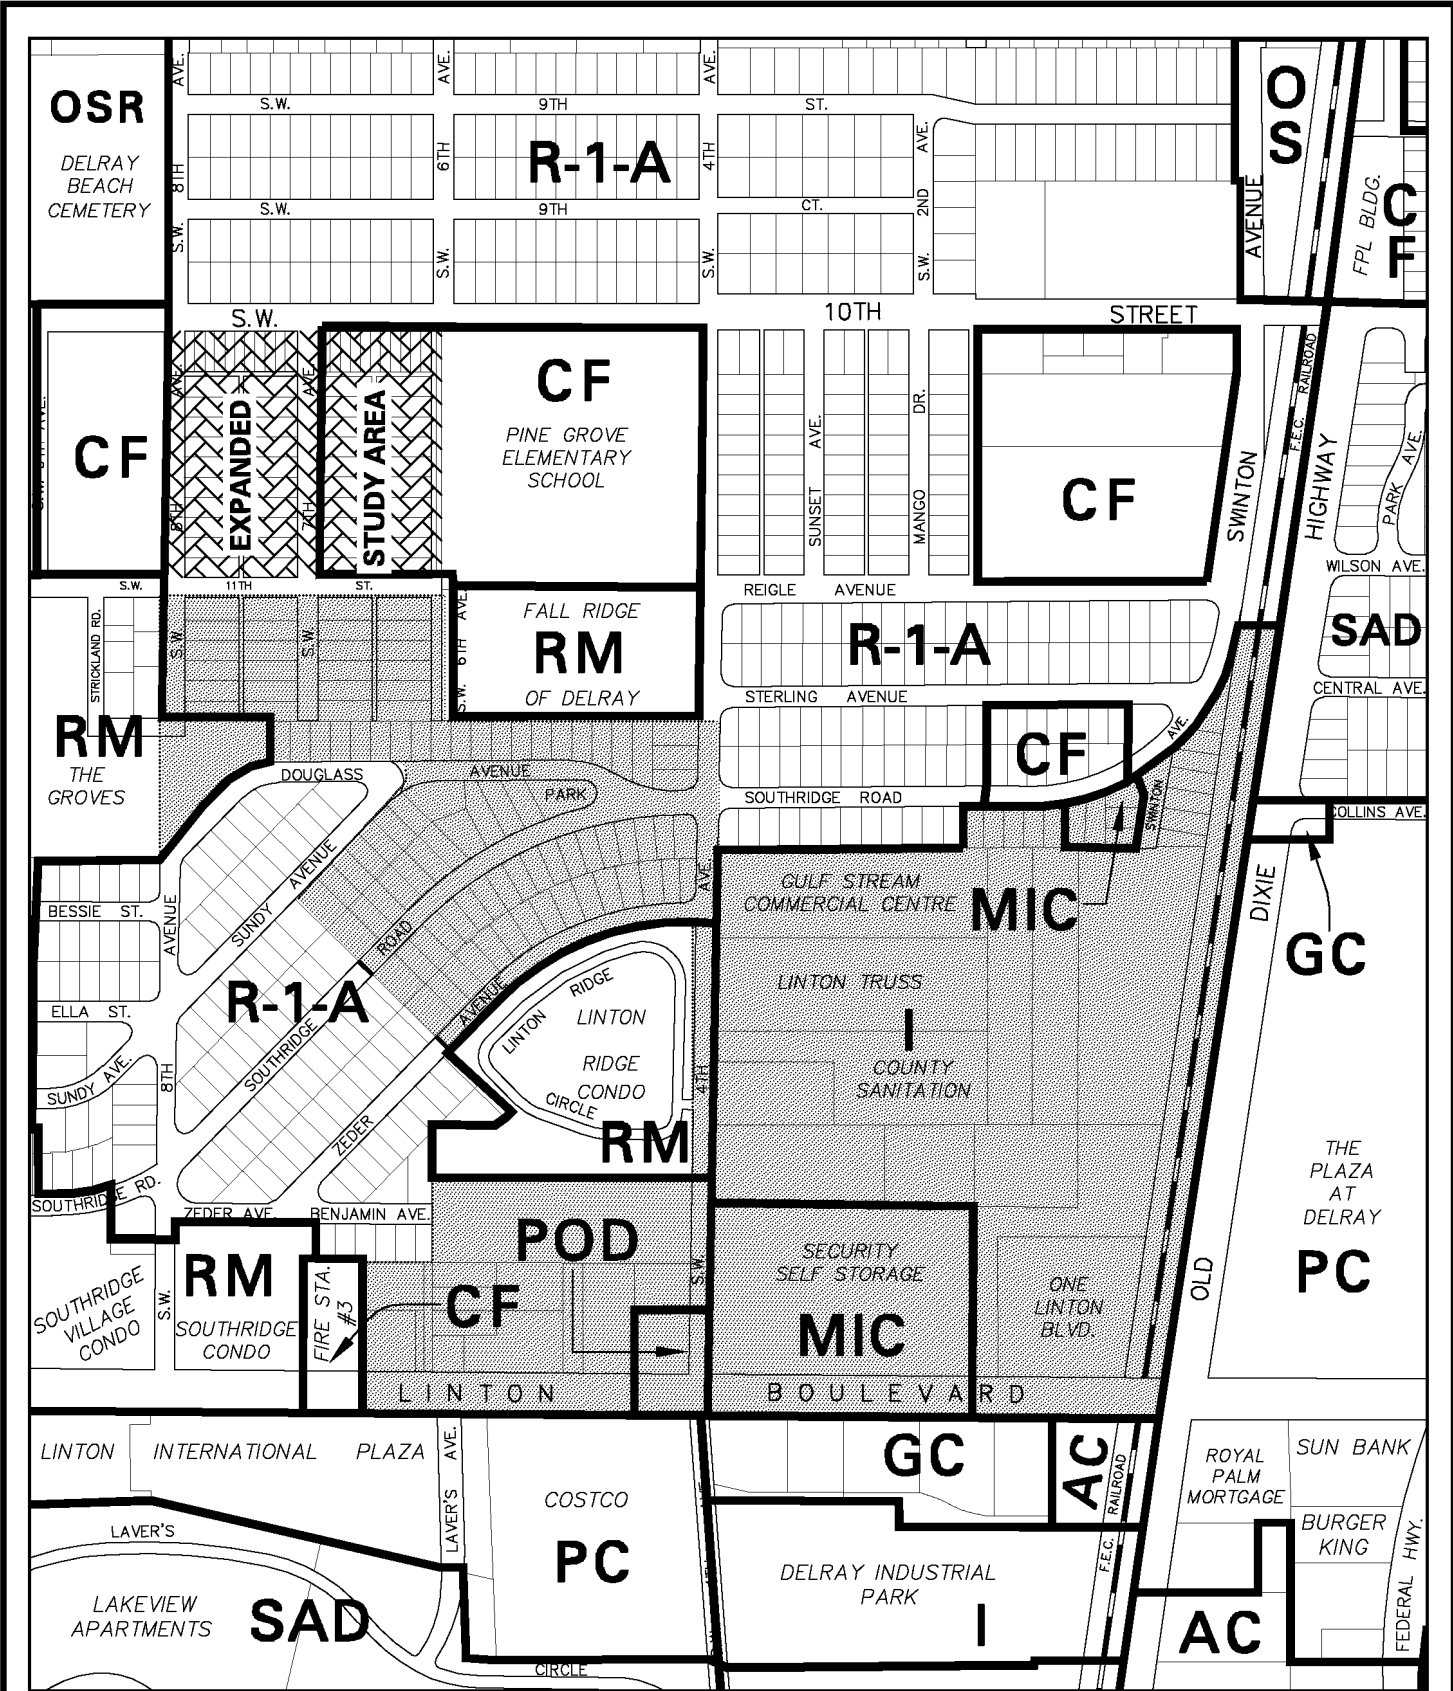 AVE.
AVE.
AVE.
OSR
DELRAY
BEACH
CEMETERY
S.W.
9TH
ST.
O
S
8TH
6TH
R-1-A
4TH
AVE.
2ND
S.W.
9TH
CT.
S.W.
S.W.
S.W.
S.W.
AVENUE
FPL BLDG.
C
F
S.W.
10TH
STREET
CF
AVE.
8TH
EXPANDED
AVE.
7TH
STUDY AREA
CF
PINE GROVE
ELEMENTARY
SCHOOL
SUNSET AVE.
MANGO DR.
CF
SWINTON
F.E.C. RAILROAD
HIGHWAY
PARK AVE.
WILSON AVE.
S.W.
11TH
ST.
STRICKLAND RD.
S.W.
S.W.
S.W. 6TH AVE.
FALL RIDGE
RM
OF DELRAY
REIGLE AVENUE
R-1-A
SAD
STERLING AVENUE
CENTRAL AVE.
RM
THE
GROVES
DOUGLASS
AVENUE
PARK
CF
AVE.
SWINTON
SOUTHRIDGE ROAD
COLLINS AVE.
BESSIE ST.
AVENUE
SUNDY AVENUE
ROAD
AVE.
GULF STREAM
COMMERCIAL CENTRE
MIC
DIXIE
GC
ELLA ST.
R-1-A
SOUTHRIDGE
AVENUE
LINTON
RIDGE
LINTON
RIDGE
CONDO
CIRCLE
RM
4TH
LINTON TRUSS
I
COUNTY
SANITATION
SUNDY AVE.
8TH
ZEDER
SOUTHRIDGE RD.
ZEDER AVE.
BENJAMIN AVE.
THE
PLAZA
AT
DELRAY
PC
SOUTHRIDGE
VILLAGE
CONDO
S.W.
RM
SOUTHRIDGE
CONDO
FIRE STA.
#3
POD
CF
S.W.
SECURITY
SELF STORAGE
MIC
ONE
LINTON
BLVD.
OLD
LINTON
BOULEVARD
LINTON
INTERNATIONAL
PLAZA
LAVER'S AVE.
COSTCO
PC
GC
AC
F.E.C. RAILROAD
ROYAL
PALM
MORTGAGE
SUN BANK
BURGER
KING
FEDERAL HWY.
LAVER'S
LAKEVIEW
APARTMENTS
SAD
CIRCLE
DELRAY INDUSTRIAL
PARK
I
AC